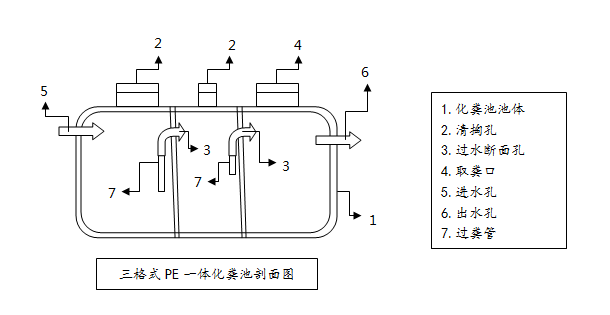 2
2
4
5
6
3
3
7
7
1
1.化粪池池体
2.清掏孔
3.过水断面孔
4.取粪口
5.进水孔
6.出水孔
7.过粪管
三格式 PE 一体化粪池剖面图